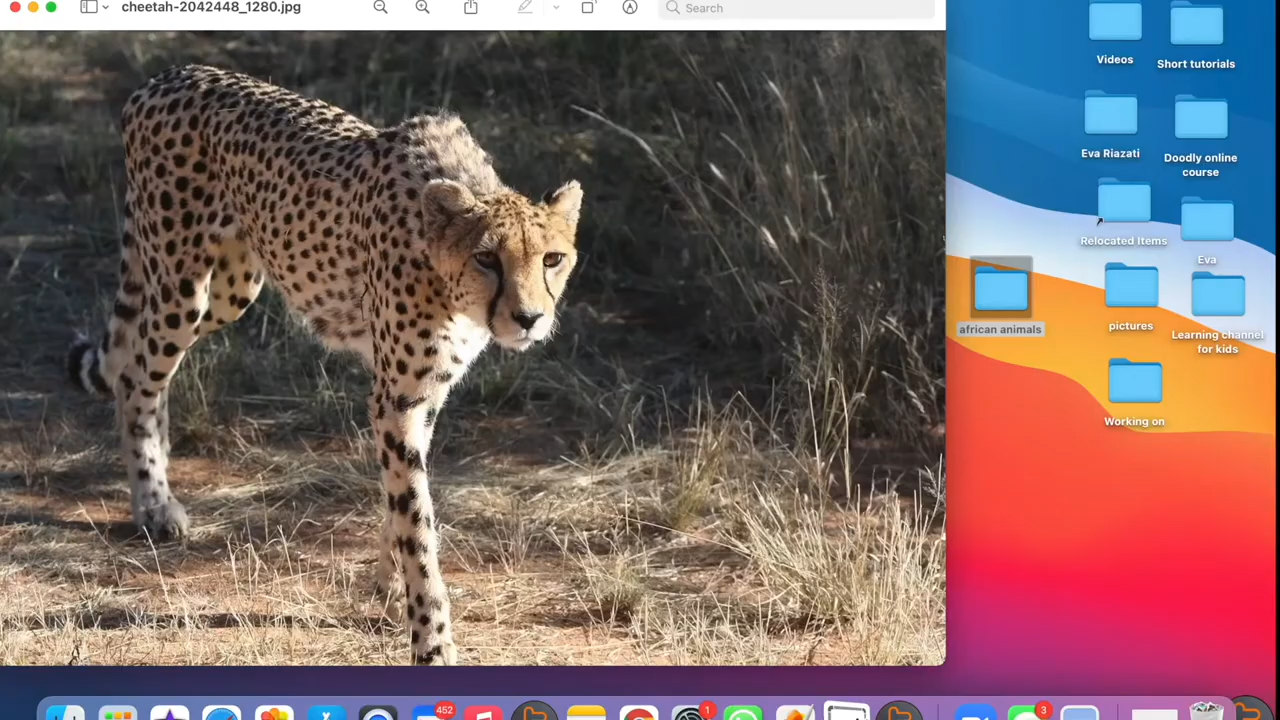 cheetah-2042448_1280.jpg
Search
Videos
Short tutorials
Eva Riazati
Doodly online
course
Relocated Items
Eva
african animals
pictures
Learning channel
for kids
Working on
452
1
3